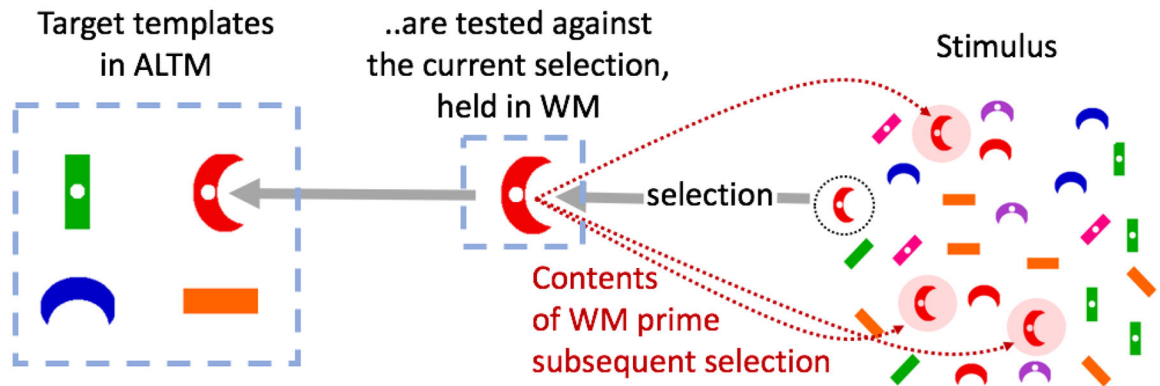 Target templates
in ALTM
..are tested against
the current selection,
held in WM
Stimulus
selection
Contents
of WM prime
subsequent selection